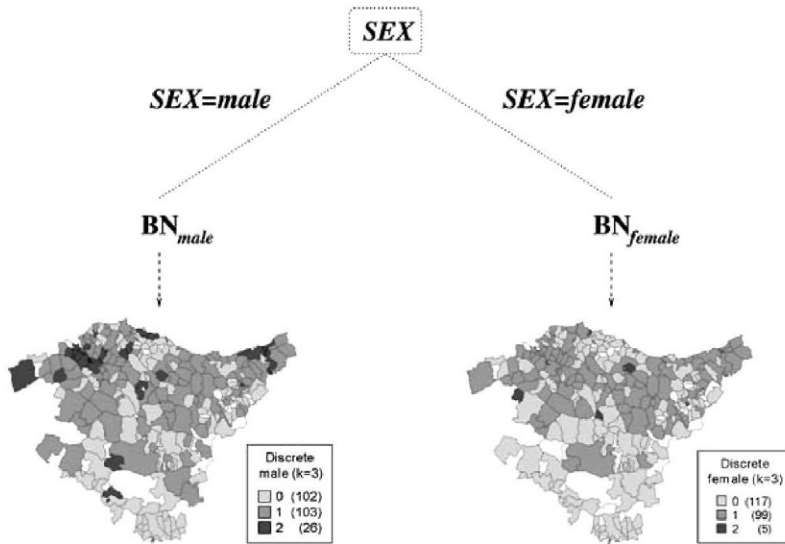 SEX
SEX=male
SEX=female
BNmale
BNfemale
Discrete
male (k=3)
0 (102)
1 (103)
2 (26)
Discrete
female (k=3)
0 (117)
1 (99)
2 (5)